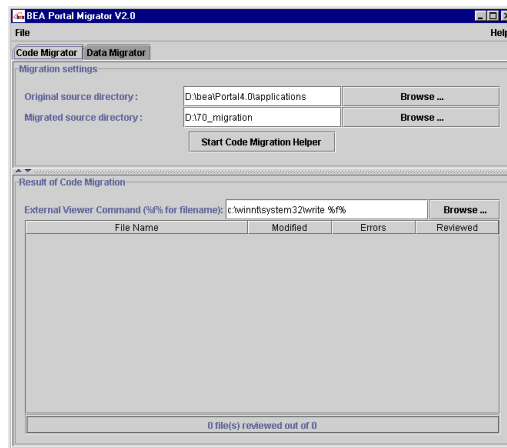 BEA Portal Migrator V2.0
File Help
Code Migrator Data Migrator
Migration settings
Original source directory : D:\bea\Portal4.0\applications Browse ...
Migrated source directory : D:\70_migration Browse ...
Start Code Migration Helper
Result of Code Migration
External Viewer Command (%f% for filename): c:\winnt\system32\write %f% Browse ...
File Name Modified Errors Reviewed
0 file(s) reviewed out of 0